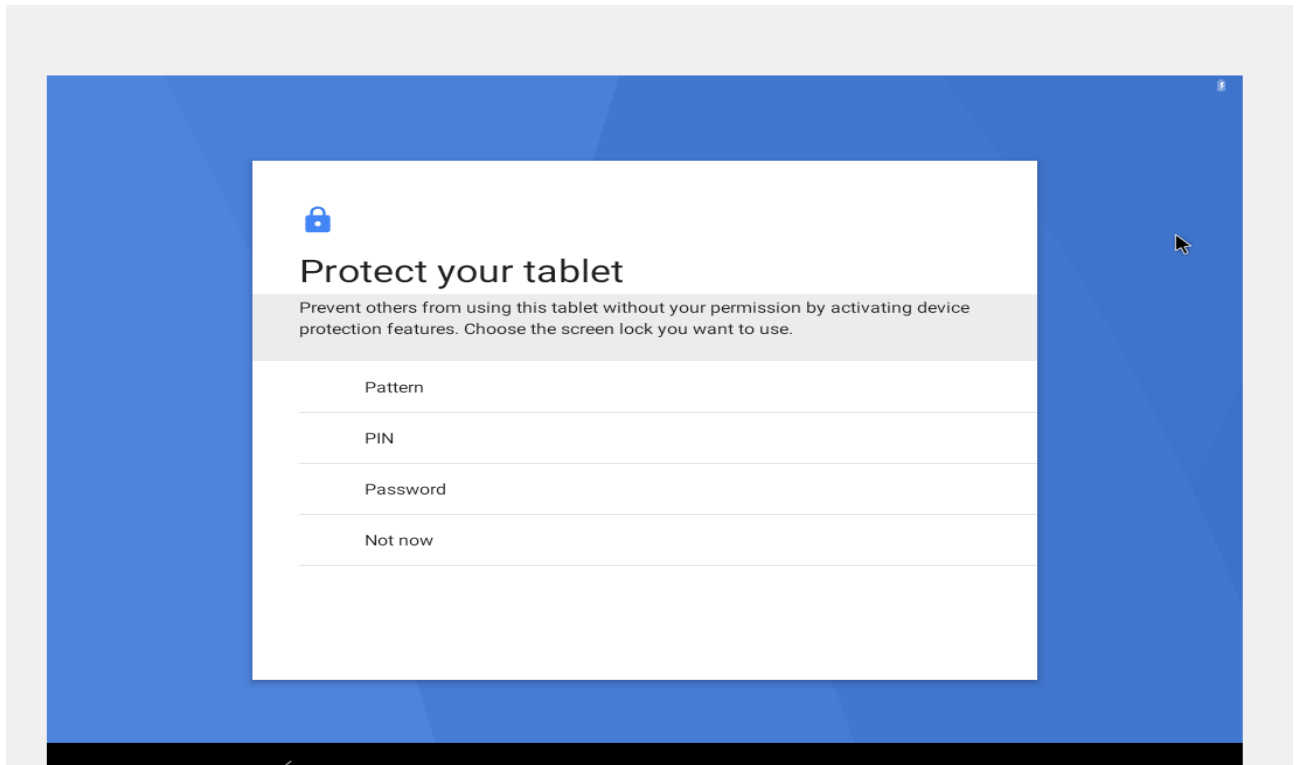 Protect your tablet
Prevent others from using this tablet without your permission by activating device
protection features. Choose the screen lock you want to use.
Pattern
PIN
Password
Not now